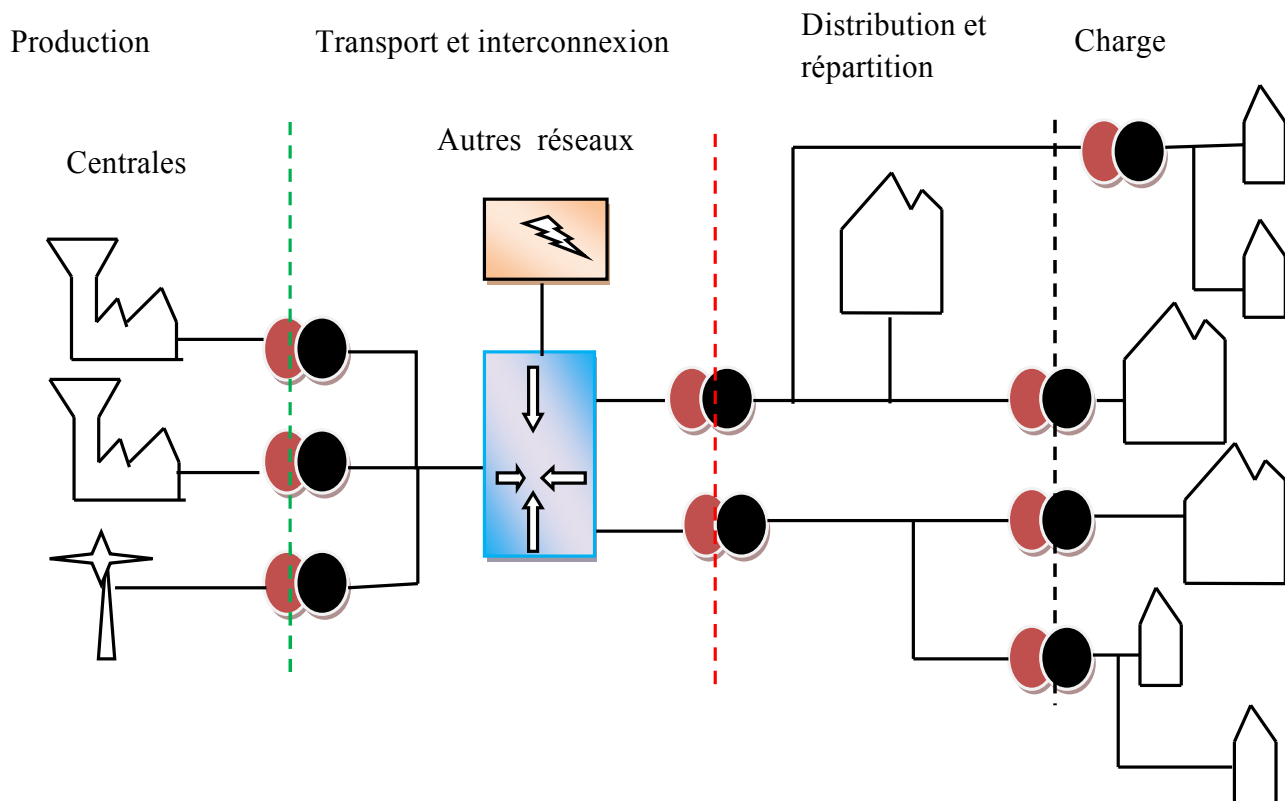 Production
Transport et interconnexion
Distribution et
répartition
Charge
Autres réseaux
Centrales